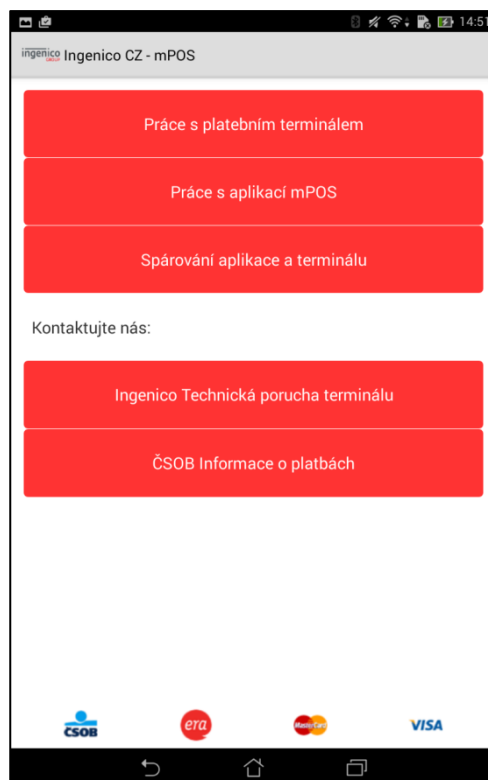 14:51
ingenico GROUP Ingenico CZ - mPOS
Práce s platebním terminálem
Práce s aplikací mPOS
Spárování aplikace a terminálu
Kontaktujte nás:
Ingenico Technická porucha terminálu
ČSOB Informace o platbách
ČSOB era MasterCard VISA